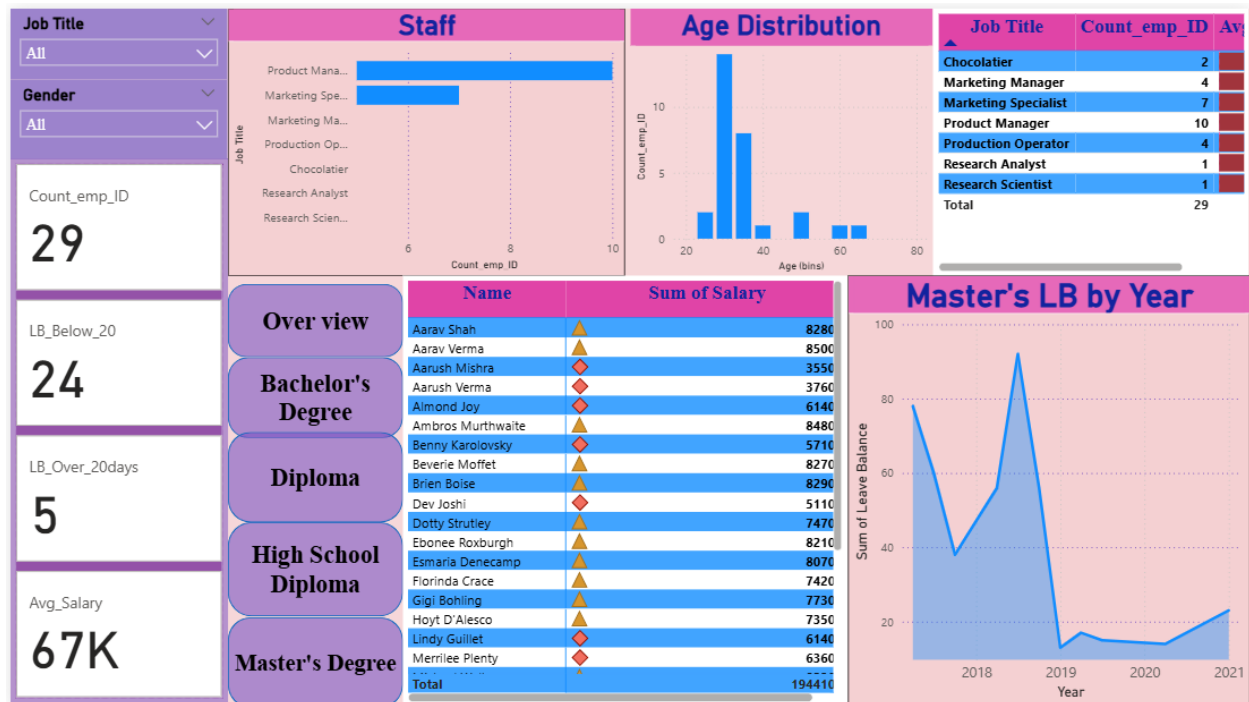 Job Title
All
Gender
All
Count_emp_ID
29
LB_Below_20
24
LB_Over_20days
5
Avg_Salary
67K
Staff
Job Title
Product Mana...
Marketing Spe...
Marketing Ma...
Production Op...
Chocolatier
Research Analyst
Research Scien...
6 8 10
Count_emp_ID
Age Distribution
Count_emp_ID
10
5
0
20 40 60 80
Age (bins)
Job Title Count_emp_ID Av
Chocolatier 2
Marketing Manager 4
Marketing Specialist 7
Product Manager 10
Production Operator 4
Research Analyst 1
Research Scientist 1
Total 29
Over view
Bachelor's
Degree
Diploma
High School
Diploma
Master's Degree
Name Sum of Salary
Aarav Shah 8280
Aarav Verma 8500
Aarush Mishra 3550
Aarush Verma 3760
Almond Joy 6140
Ambros Murthwaite 8480
Benny Karolovsky 5710
Beverie Moffet 8270
Brien Boise 8290
Dev Joshi 5110
Dotty Strutley 7470
Ebonee Roxburgh 8210
Esmaria Denecamp 8070
Florinda Crace 7420
Gigi Bohling 7730
Hoyt D'Alesco 7350
Lindy Guillet 6140
Merrilee Plenty 6360
Total 194410
Master's LB by Year
Sum of Leave Balance
100
80
60
40
20
2018 2019 2020 2021
Year